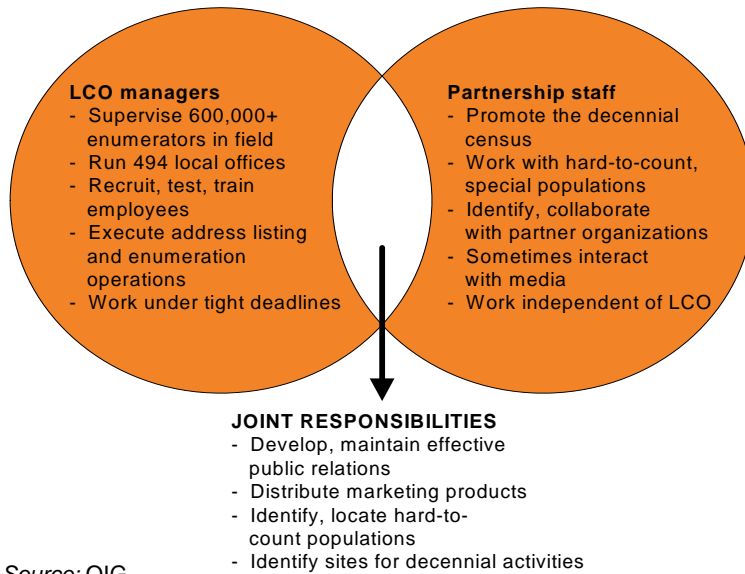 LCO managers
- Supervise 600,000+
enumerators in field
- Run 494 local offices
- Recruit, test, train
employees
- Execute address listing
and enumeration
operations
- Work under tight deadlines
Partnership staff
- Promote the decennial
census
- Work with hard-to-count,
special populations
- Identify, collaborate
with partner organizations
- Sometimes interact
with media
- Work independent of LCO
JOINT RESPONSIBILITIES
- Develop, maintain effective
public relations
- Distribute marketing products
- Identify, locate hard-to-
count populations
- Identify sites for decennial activities
Source: OIG